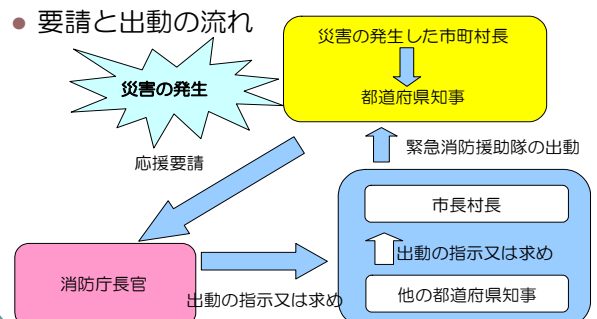 要請と出動の流れ
災害の発生した市町村長
災害の発生
都道府県知事
緊急消防援助隊の出動
応援要請
市長村長
出動の指示又は求め
消防庁長官
出動の指示又は求め
他の都道府県知事